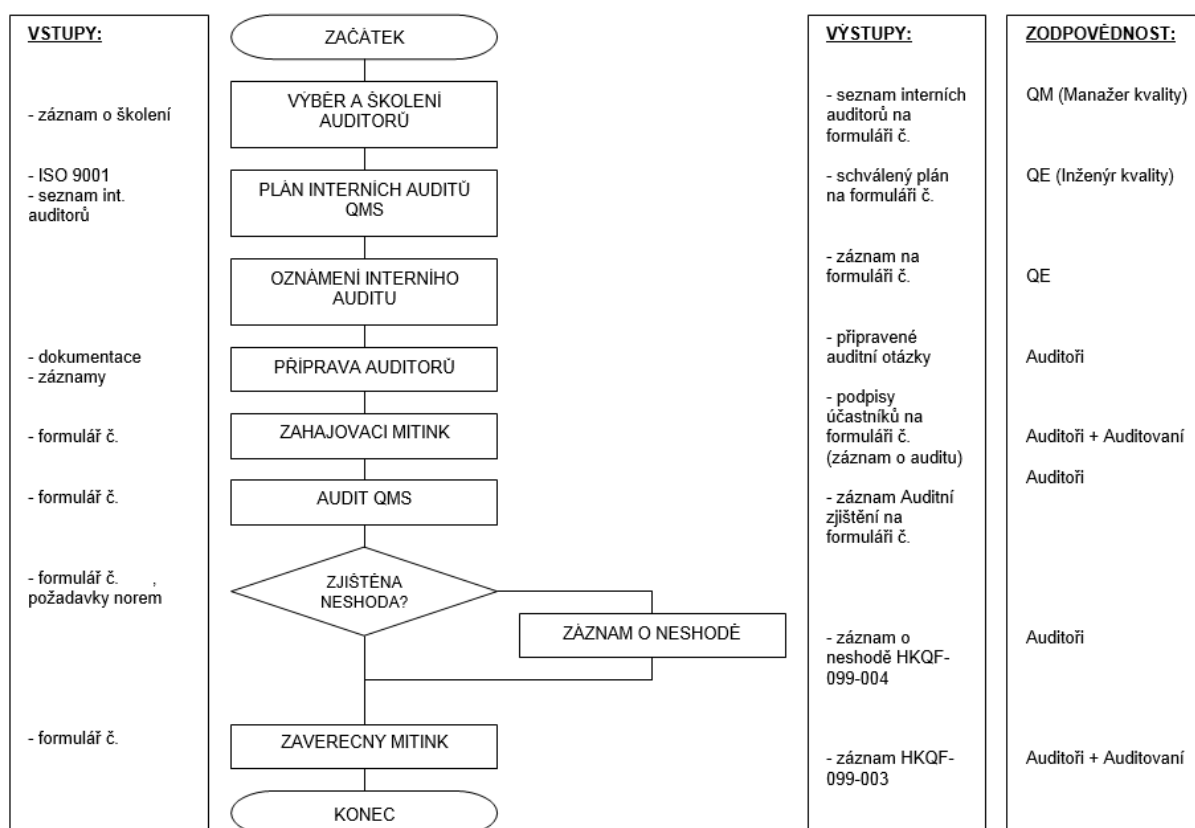 VSTUPY:
- záznam o školení
- ISO 9001
- seznam int.
auditorů
- dokumentace
- záznamy
- formulář č.
- formulář č.
- formulář č. ,
požadavky norem
- formulář č.
ZAČÁTEK
VÝBĚR A ŠKOLENÍ
AUDITORŮ
PLÁN INTERNÍCH AUDITŮ
QMS
OZNÁMENÍ INTERNÍHO
AUDITU
PŘÍPRAVA AUDITORŮ
ZAHAJOVACI MITINK
AUDIT QMS
ZJIŠTĚNA
NESHODA?
ZÁZNAM O NESHODĚ
ZAVERECNY MITINK
KONEC
VÝSTUPY:
- seznam interních
auditorů na
formuláři č.
- schválený plán
na formuláři č.
- záznam na
formuláři č.
- připravené
auditní otázky
- podpisy
účastníků na
formuláři č.
(záznam o auditu)
- záznam Auditní
zjištění na
formuláři č.
- záznam o
neshodě HKQF-
099-004
- záznam HKQF-
099-003
ZODPOVĚDNOST:
QM (Manažer kvality)
QE (Inženýr kvality)
QE
Auditoři
Auditoři + Auditovaní
Auditoři
Auditoři
Auditoři + Auditovaní